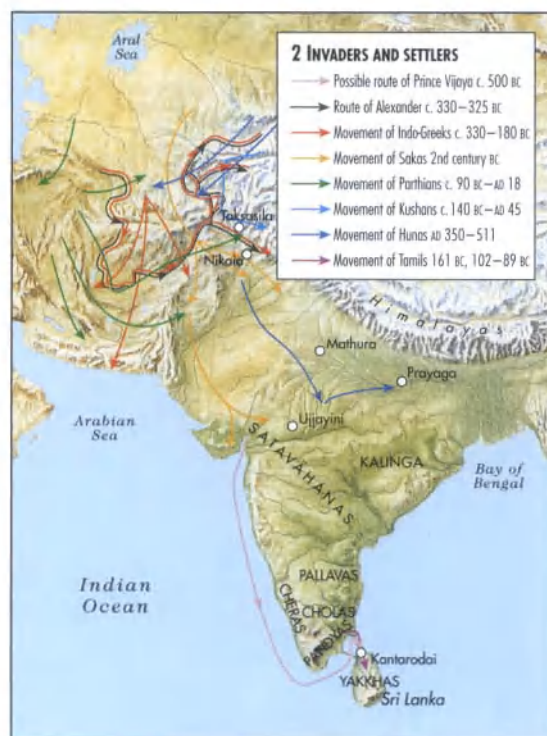 Aral
Sea
2 INVADERS AND SETTLERS
Possible route of Prince Vijaya c. 500 BC
Route of Alexander c. 330–325 BC
Movement of Indo-Greeks c. 330–180 BC
Movement of Sakas 2nd century BC
Movement of Parthians c. 90 BC–AD 18
Movement of Kushans c. 140 BC–AD 45
Movement of Hunas AD 350–511
Movement of Tamils 161 BC, 102–89 BC
Taksasila
Nikaia
Himalayas
Mathura
Prayaga
Arabian
Sea
Ujjayini
SATAVAHANAS
KALINGA
Bay of
Bengal
Indian
Ocean
PALLAVAS
CHERAS
CHOLAS
PANDYAS
Kantarodai
YAKKHAS
Sri Lanka